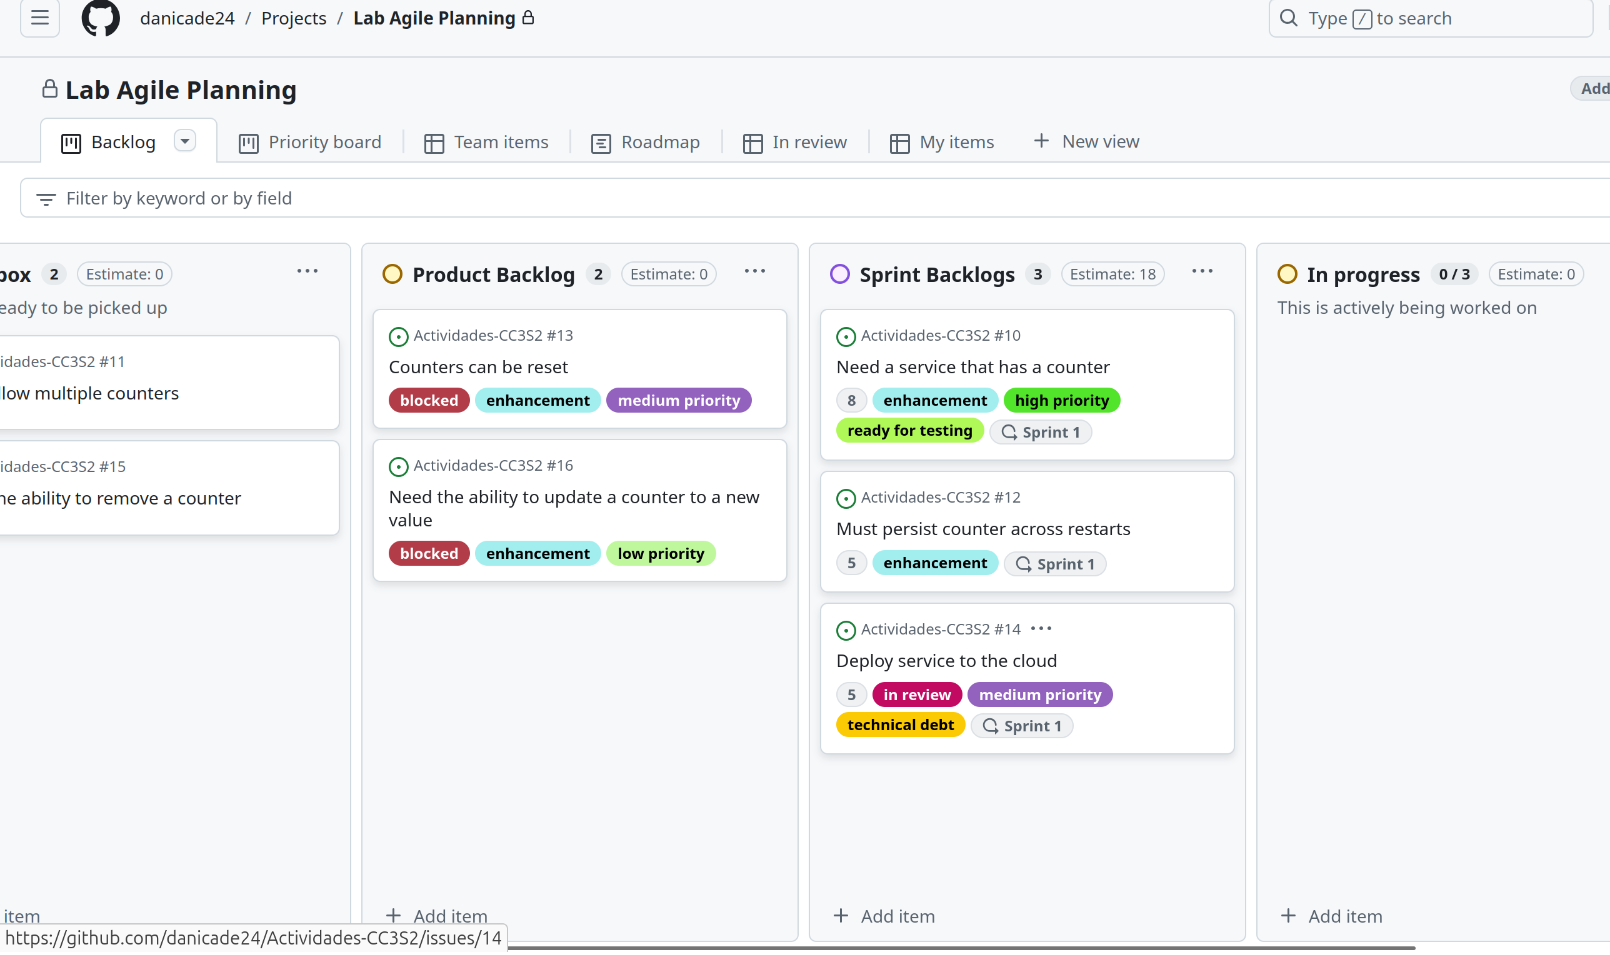 danicade24 / Projects / Lab Agile Planning
Type / to search
Lab Agile Planning
Add
Backlog
Priority board
Team items
Roadmap
In review
My items
New view
Filter by keyword or by field
box 2 Estimate: 0
eady to be picked up
idades-CC3S2 #11
llow multiple counters
idades-CC3S2 #15
he ability to remove a counter
item
Product Backlog 2 Estimate: 0
Actividades-CC3S2 #13
Counters can be reset
blocked enhancement medium priority
Actividades-CC3S2 #16
Need the ability to update a counter to a new
value
blocked enhancement low priority
Add item
Sprint Backlogs 3 Estimate: 18
Actividades-CC3S2 #10
Need a service that has a counter
8 enhancement high priority
ready for testing Sprint 1
Actividades-CC3S2 #12
Must persist counter across restarts
5 enhancement Sprint 1
Actividades-CC3S2 #14
Deploy service to the cloud
5 in review medium priority
technical debt Sprint 1
Add item
In progress 0 / 3 Estimate: 0
This is actively being worked on
Add item
https://github.com/danicade24/Actividades-CC3S2/issues/14